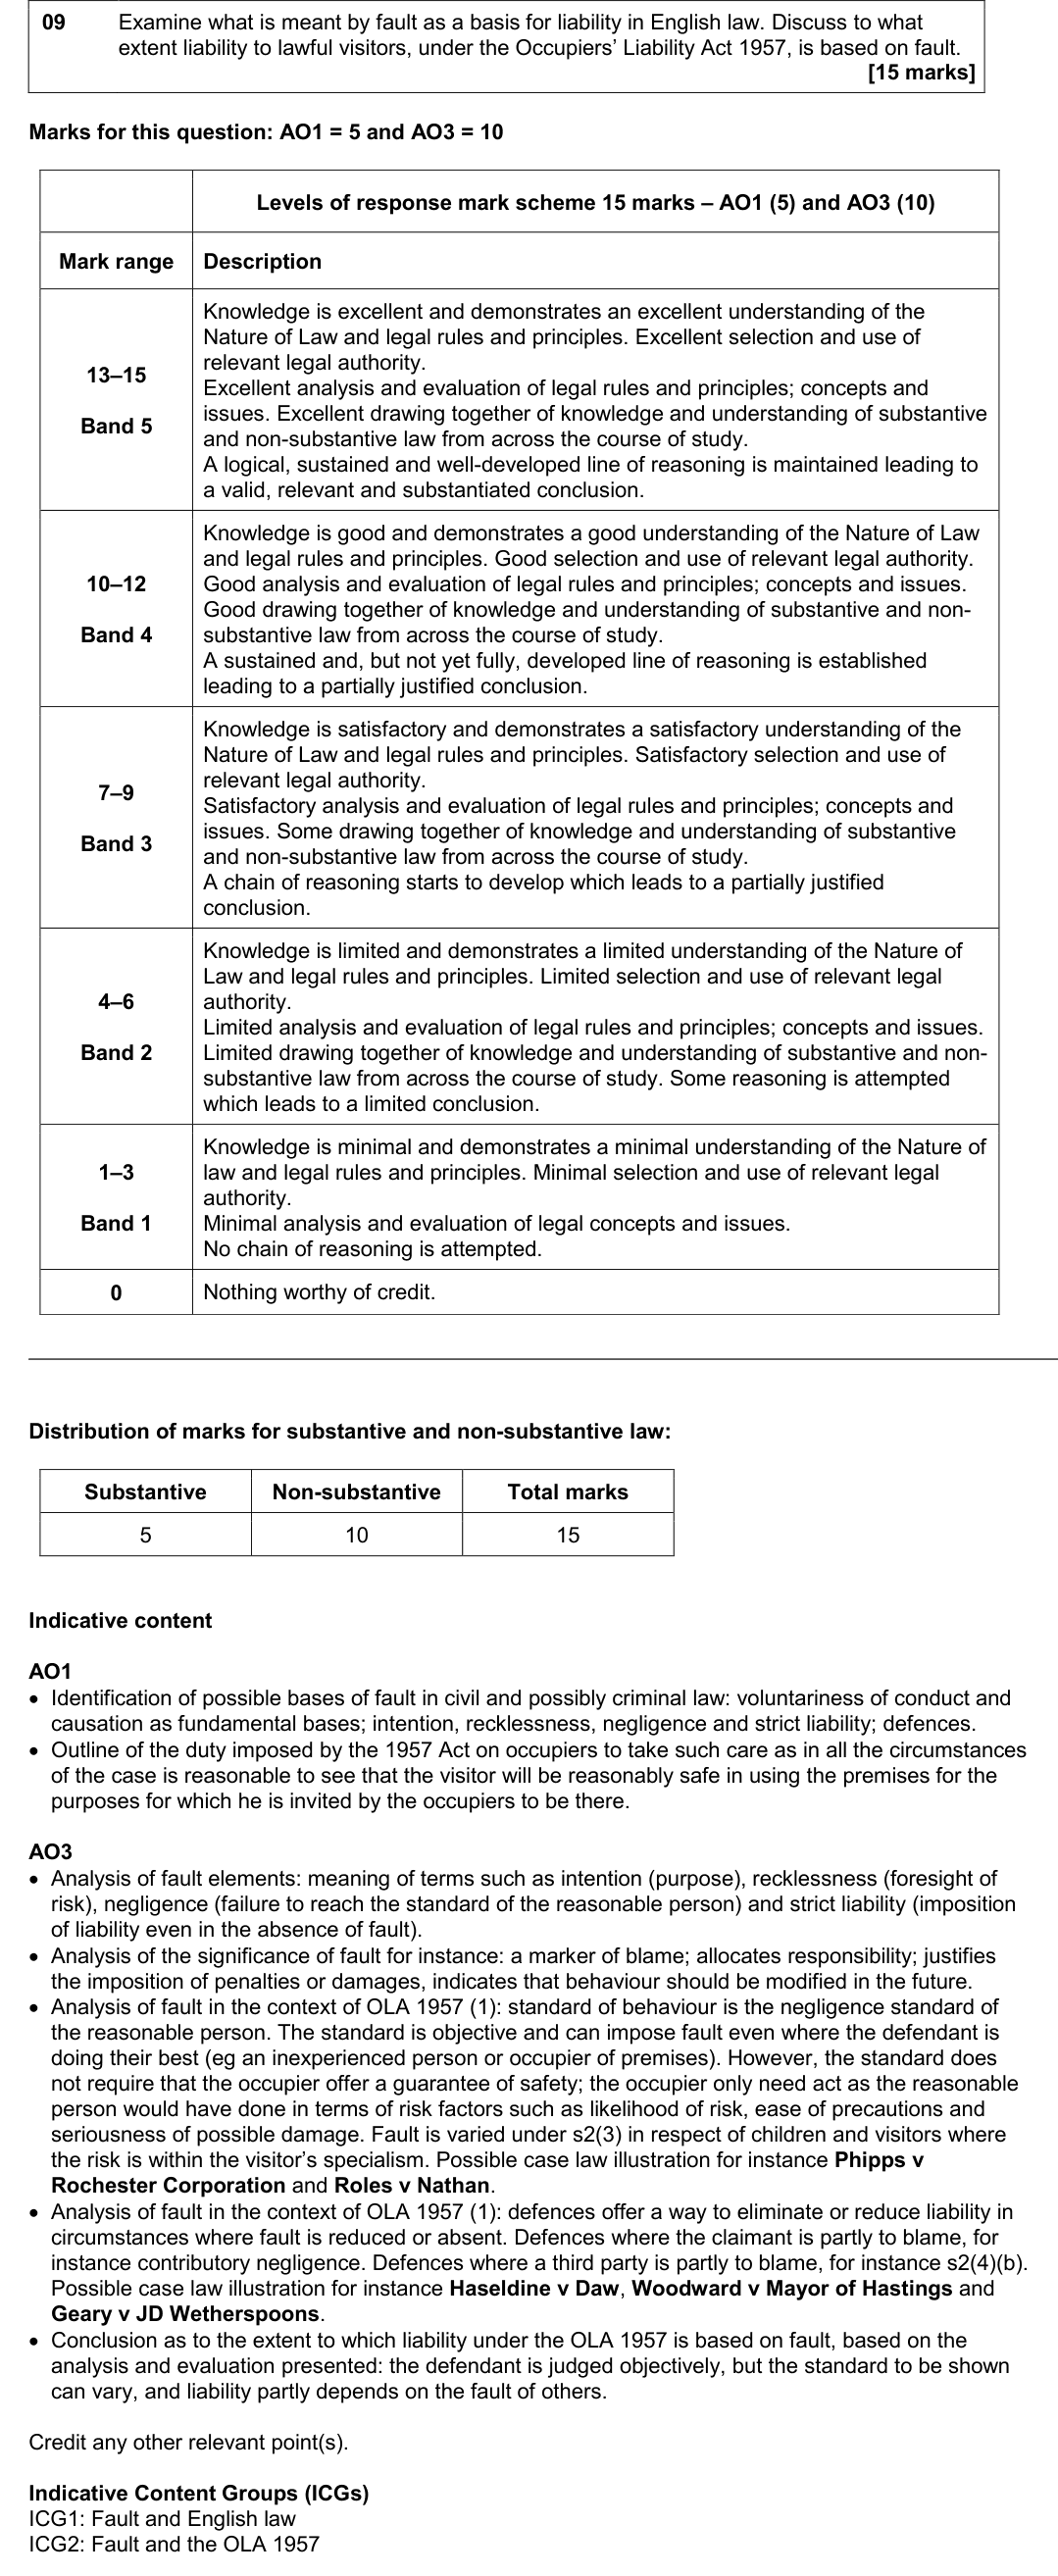 09 Examine what is meant by fault as a basis for liability in English law. Discuss to what
extent liability to lawful visitors, under the Occupiers’ Liability Act 1957, is based on fault.
[15 marks]
Marks for this question: AO1 = 5 and AO3 = 10
Levels of response mark scheme 15 marks – AO1 (5) and AO3 (10)
Mark range Description
13–15
Band 5
Knowledge is excellent and demonstrates an excellent understanding of the
Nature of Law and legal rules and principles. Excellent selection and use of
relevant legal authority.
Excellent analysis and evaluation of legal rules and principles; concepts and
issues. Excellent drawing together of knowledge and understanding of substantive
and non-substantive law from across the course of study.
A logical, sustained and well-developed line of reasoning is maintained leading to
a valid, relevant and substantiated conclusion.
10–12
Band 4
Knowledge is good and demonstrates a good understanding of the Nature of Law
and legal rules and principles. Good selection and use of relevant legal authority.
Good analysis and evaluation of legal rules and principles; concepts and issues.
Good drawing together of knowledge and understanding of substantive and non-
substantive law from across the course of study.
A sustained and, but not yet fully, developed line of reasoning is established
leading to a partially justified conclusion.
7–9
Band 3
Knowledge is satisfactory and demonstrates a satisfactory understanding of the
Nature of Law and legal rules and principles. Satisfactory selection and use of
relevant legal authority.
Satisfactory analysis and evaluation of legal rules and principles; concepts and
issues. Some drawing together of knowledge and understanding of substantive
and non-substantive law from across the course of study.
A chain of reasoning starts to develop which leads to a partially justified
conclusion.
4–6
Band 2
Knowledge is limited and demonstrates a limited understanding of the Nature of
Law and legal rules and principles. Limited selection and use of relevant legal
authority.
Limited analysis and evaluation of legal rules and principles; concepts and issues.
Limited drawing together of knowledge and understanding of substantive and non-
substantive law from across the course of study. Some reasoning is attempted
which leads to a limited conclusion.
1–3
Band 1
Knowledge is minimal and demonstrates a minimal understanding of the Nature of
law and legal rules and principles. Minimal selection and use of relevant legal
authority.
Minimal analysis and evaluation of legal concepts and issues.
No chain of reasoning is attempted.
0 Nothing worthy of credit.
Distribution of marks for substantive and non-substantive law:
Substantive Non-substantive Total marks
5 10 15
Indicative content
AO1
• Identification of possible bases of fault in civil and possibly criminal law: voluntariness of conduct and
causation as fundamental bases; intention, recklessness, negligence and strict liability; defences.
• Outline of the duty imposed by the 1957 Act on occupiers to take such care as in all the circumstances
of the case is reasonable to see that the visitor will be reasonably safe in using the premises for the
purposes for which he is invited by the occupiers to be there.
AO3
• Analysis of fault elements: meaning of terms such as intention (purpose), recklessness (foresight of
risk), negligence (failure to reach the standard of the reasonable person) and strict liability (imposition
of liability even in the absence of fault).
• Analysis of the significance of fault for instance: a marker of blame; allocates responsibility; justifies
the imposition of penalties or damages, indicates that behaviour should be modified in the future.
• Analysis of fault in the context of OLA 1957 (1): standard of behaviour is the negligence standard of
the reasonable person. The standard is objective and can impose fault even where the defendant is
doing their best (eg an inexperienced person or occupier of premises). However, the standard does
not require that the occupier offer a guarantee of safety; the occupier only need act as the reasonable
person would have done in terms of risk factors such as likelihood of risk, ease of precautions and
seriousness of possible damage. Fault is varied under s2(3) in respect of children and visitors where
the risk is within the visitor’s specialism. Possible case law illustration for instance Phipps v
Rochester Corporation and Roles v Nathan.
• Analysis of fault in the context of OLA 1957 (1): defences offer a way to eliminate or reduce liability in
circumstances where fault is reduced or absent. Defences where the claimant is partly to blame, for
instance contributory negligence. Defences where a third party is partly to blame, for instance s2(4)(b).
Possible case law illustration for instance Haseldine v Daw, Woodward v Mayor of Hastings and
Geary v JD Wetherspoons.
• Conclusion as to the extent to which liability under the OLA 1957 is based on fault, based on the
analysis and evaluation presented: the defendant is judged objectively, but the standard to be shown
can vary, and liability partly depends on the fault of others.
Credit any other relevant point(s).
Indicative Content Groups (ICGs)
ICG1: Fault and English law
ICG2: Fault and the OLA 1957